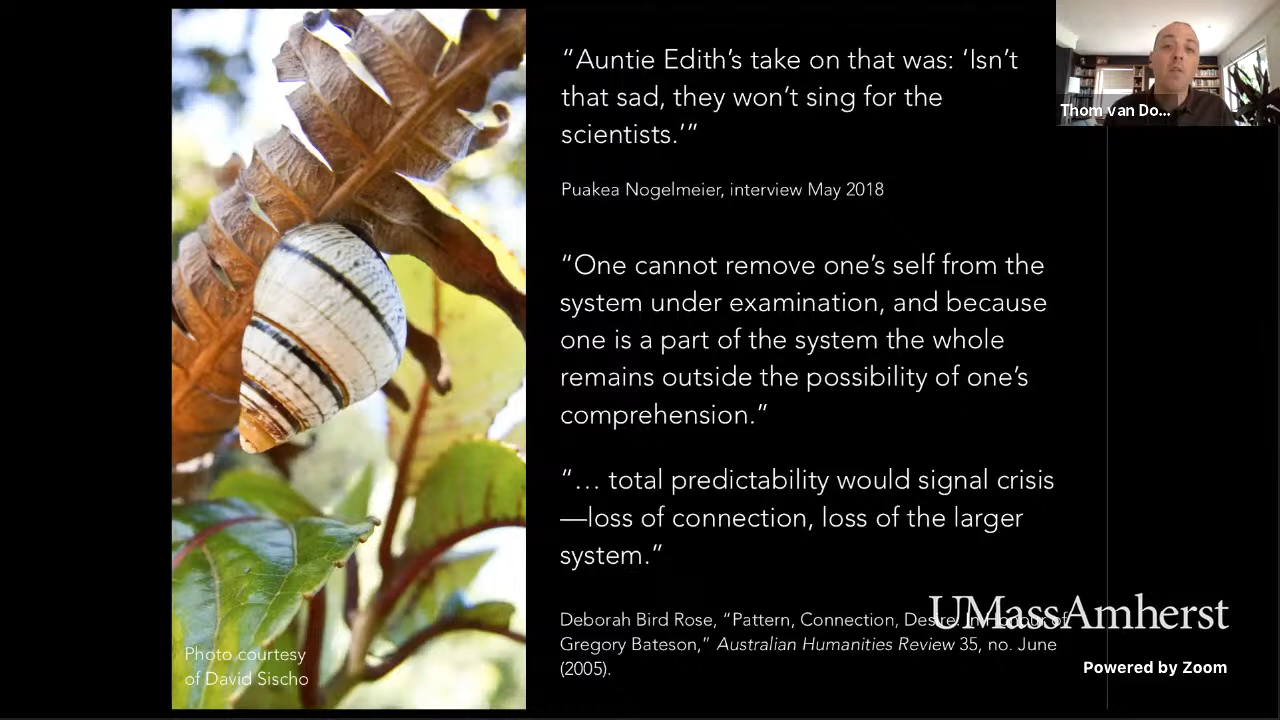 “Auntie Edith’s take on that was: ‘Isn’t
that sad, they won’t sing for the
scientists.’”
Puakea Nogelmeier, interview May 2018
“One cannot remove one’s self from the
system under examination, and because
one is a part of the system the whole
remains outside the possibility of one’s
comprehension.”
“… total predictability would signal crisis
—loss of connection, loss of the larger
system.”
Deborah Bird Rose, “Pattern, Connection, Desire: In Honour of
Gregory Bateson,” Australian Humanities Review 35, no. June
(2005).
Photo courtesy
of David Sischo
Thom van Do...
UMassAmherst
Powered by Zoom